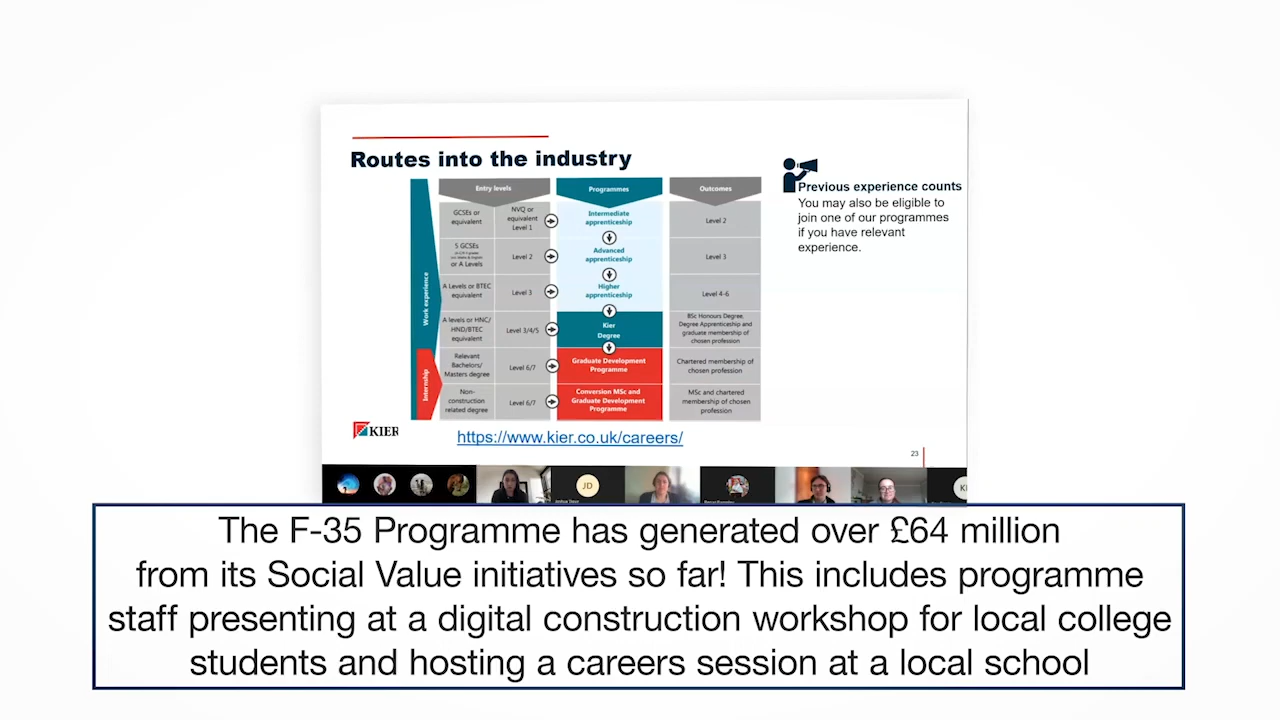 Routes into the industry
Previous experience counts
You may also be eligible to
join one of our programmes
if you have relevant
experience.
Entry levels
Programmes
Outcomes
Work experience
GCSEs or
equivalent
NVQ or
equivalent
Level 1
Intermediate
apprenticeship
Level 2
5 GCSEs
or A Levels
Level 2
Advanced
apprenticeship
Level 3
A Levels or BTEC
equivalent
Level 3
Higher
apprenticeship
Level 4-6
A levels or HNC/
HND/BTEC
equivalent
Level 3/4/5
Kier
Degree
BSc Honours Degree,
Degree Apprenticeship and
graduate membership of
chosen profession
Internship
Relevant
Bachelors/
Masters degree
Level 6/7
Graduate Development
Programme
Chartered membership of
chosen profession
Non-
construction
related degree
Level 6/7
Conversion MSc and
Graduate Development
Programme
MSc and chartered
membership of chosen
profession
KIER
https://www.kier.co.uk/careers/
23
JD
The F-35 Programme has generated over £64 million
from its Social Value initiatives so far! This includes programme
staff presenting at a digital construction workshop for local college
students and hosting a careers session at a local school